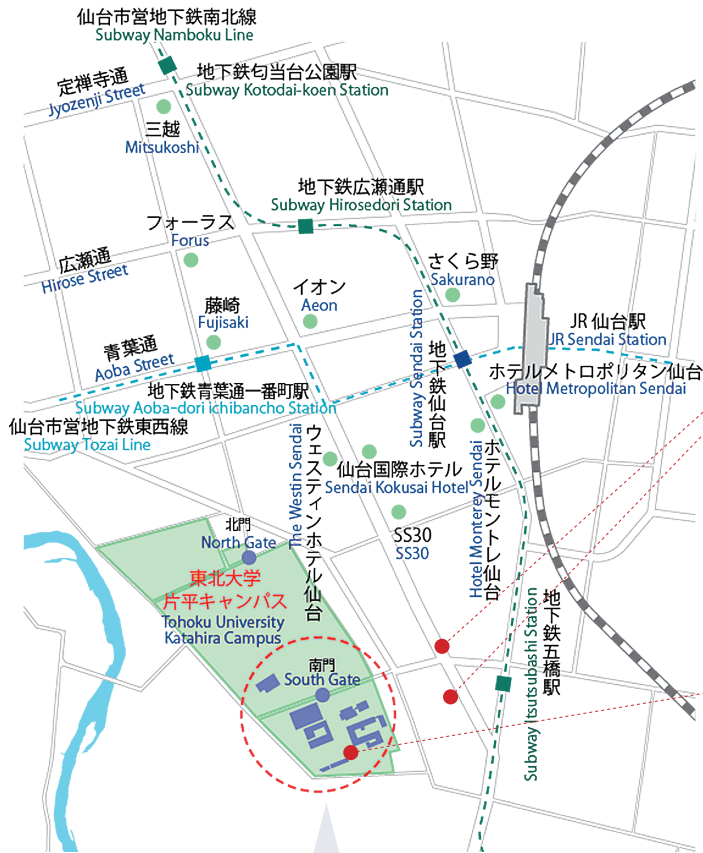 仙台市営地下鉄南北線
Subway Namboku Line
定禅寺通
Jyozenji Street
地下鉄匂当台公園駅
Subway Kotodai-koen Station
三越
Mitsukoshi
地下鉄広瀬通駅
Subway Hirosedori Station
フォーラス
Forus
広瀬通
Hirose Street
さくら野
Sakurano
イオン
Aeon
藤崎
Fujisaki
青葉通
Aoba Street
JR 仙台駅
JR Sendai Station
地下鉄仙台駅
Subway Sendai Station
ホテルメトロポリタン仙台
Hotel Metropolitan Sendai
地下鉄青葉通一番町駅
Subway Aoba-dori ichibancho Station
仙台市営地下鉄東西線
Subway Tozai Line
ウェスティンホテル仙台
The Westin Sendai
仙台国際ホテル
Sendai Kokusai Hotel
ホテルモントレ仙台
Hotel Monterey Sendai
SS30
SS30
北門
North Gate
東北大学
片平キャンパス
Tohoku University
Katahira Campus
南門
South Gate
地下鉄五橋駅
Subway Itsutsubashi Station